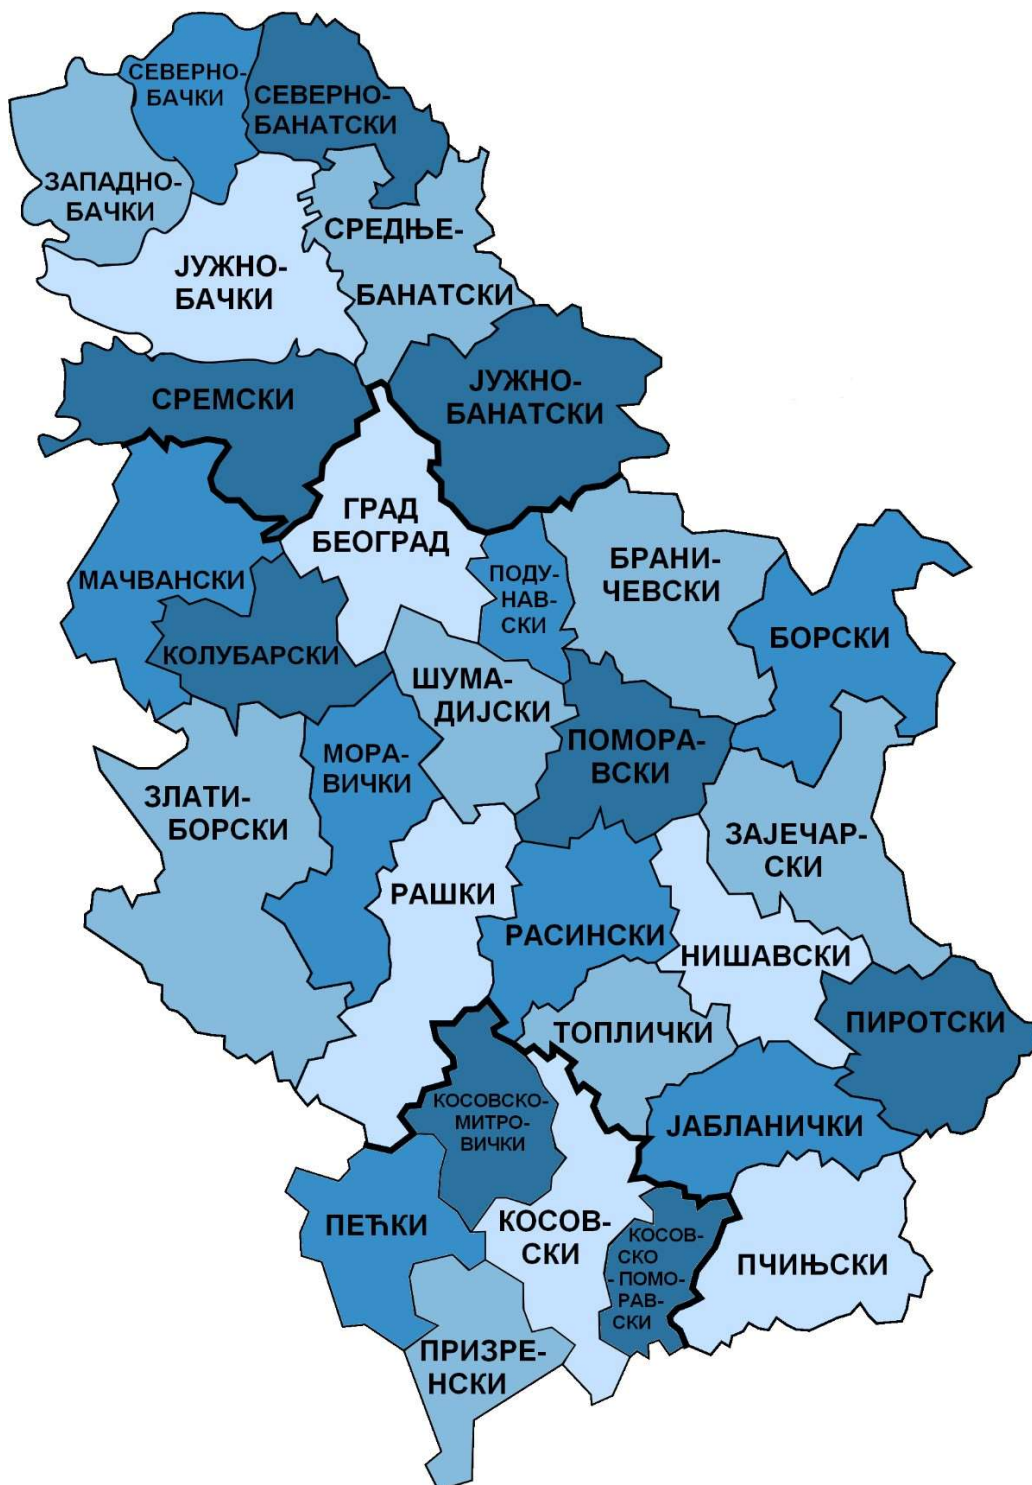 СЕВЕРНО-
БАЧКИ
СЕВЕРНО-
БАНАТСКИ
ЗАПАДНО-
БАЧКИ
СРЕДЊЕ-
БАНАТСКИ
ЈУЖНО-
БАЧКИ
СРЕМСКИ
ЈУЖНО-
БАНАТСКИ
ГРАД
БЕОГРАД
МАЧВАНСКИ
ПОДУ-
НАВ-
СКИ
БРАНИ-
ЧЕВСКИ
БОРСКИ
КОЛУБАРСКИ
ШУМА-
ДИЈСКИ
МОРА-
ВИЧКИ
ПОМОРА-
ВСКИ
ЗЛАТИ-
БОРСКИ
ЗАЈЕЧАР-
СКИ
РАШКИ
РАСИНСКИ
НИШАВСКИ
ТОПЛИЧКИ
ПИРОТСКИ
КОСОВСКО-
МИТРО-
ВИЧКИ
ЈАБЛАНИЧКИ
ПЕЋКИ
КОСОВ-
СКИ
КОСОВ-
СКО
-ПОМО-
РАВ-
СКИ
ПЧИЊСКИ
ПРИЗРЕ-
НСКИ